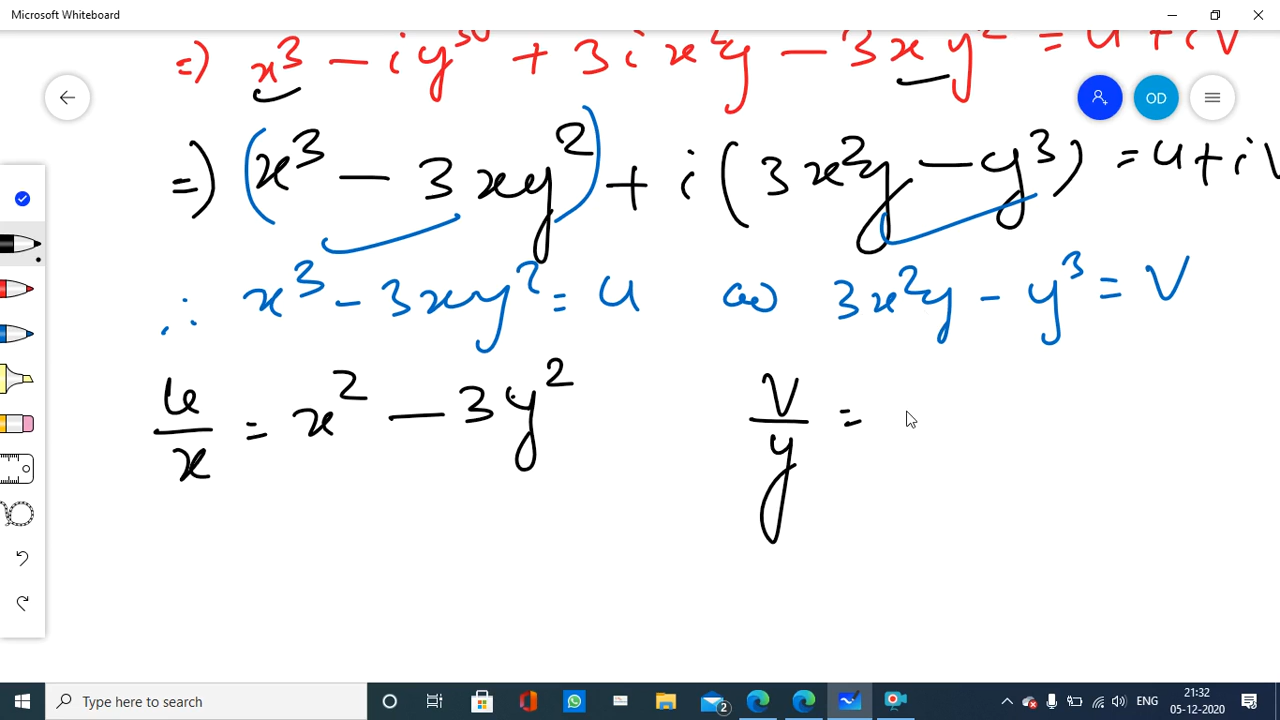 Microsoft Whiteboard
=) x³ - iy³ + 3ix²y - 3xy² = u + iV
OD
=) (x³ - 3xy²) + i(3x²y - y³) = u + iV
∴ x³ - 3xy² = u 3x²y - y³ = V
u/x = x² - 3y² V/y =
Type here to search
2
ENG
21:32
05-12-2020